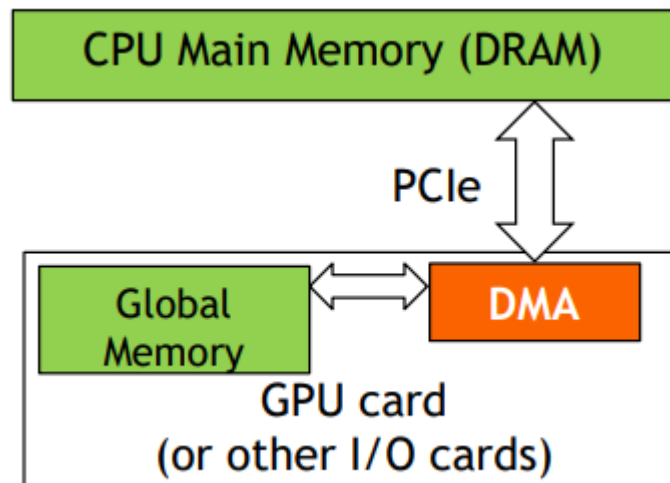 CPU Main Memory (DRAM)
PCIe
Global
Memory
DMA
GPU card
(or other I/O cards)